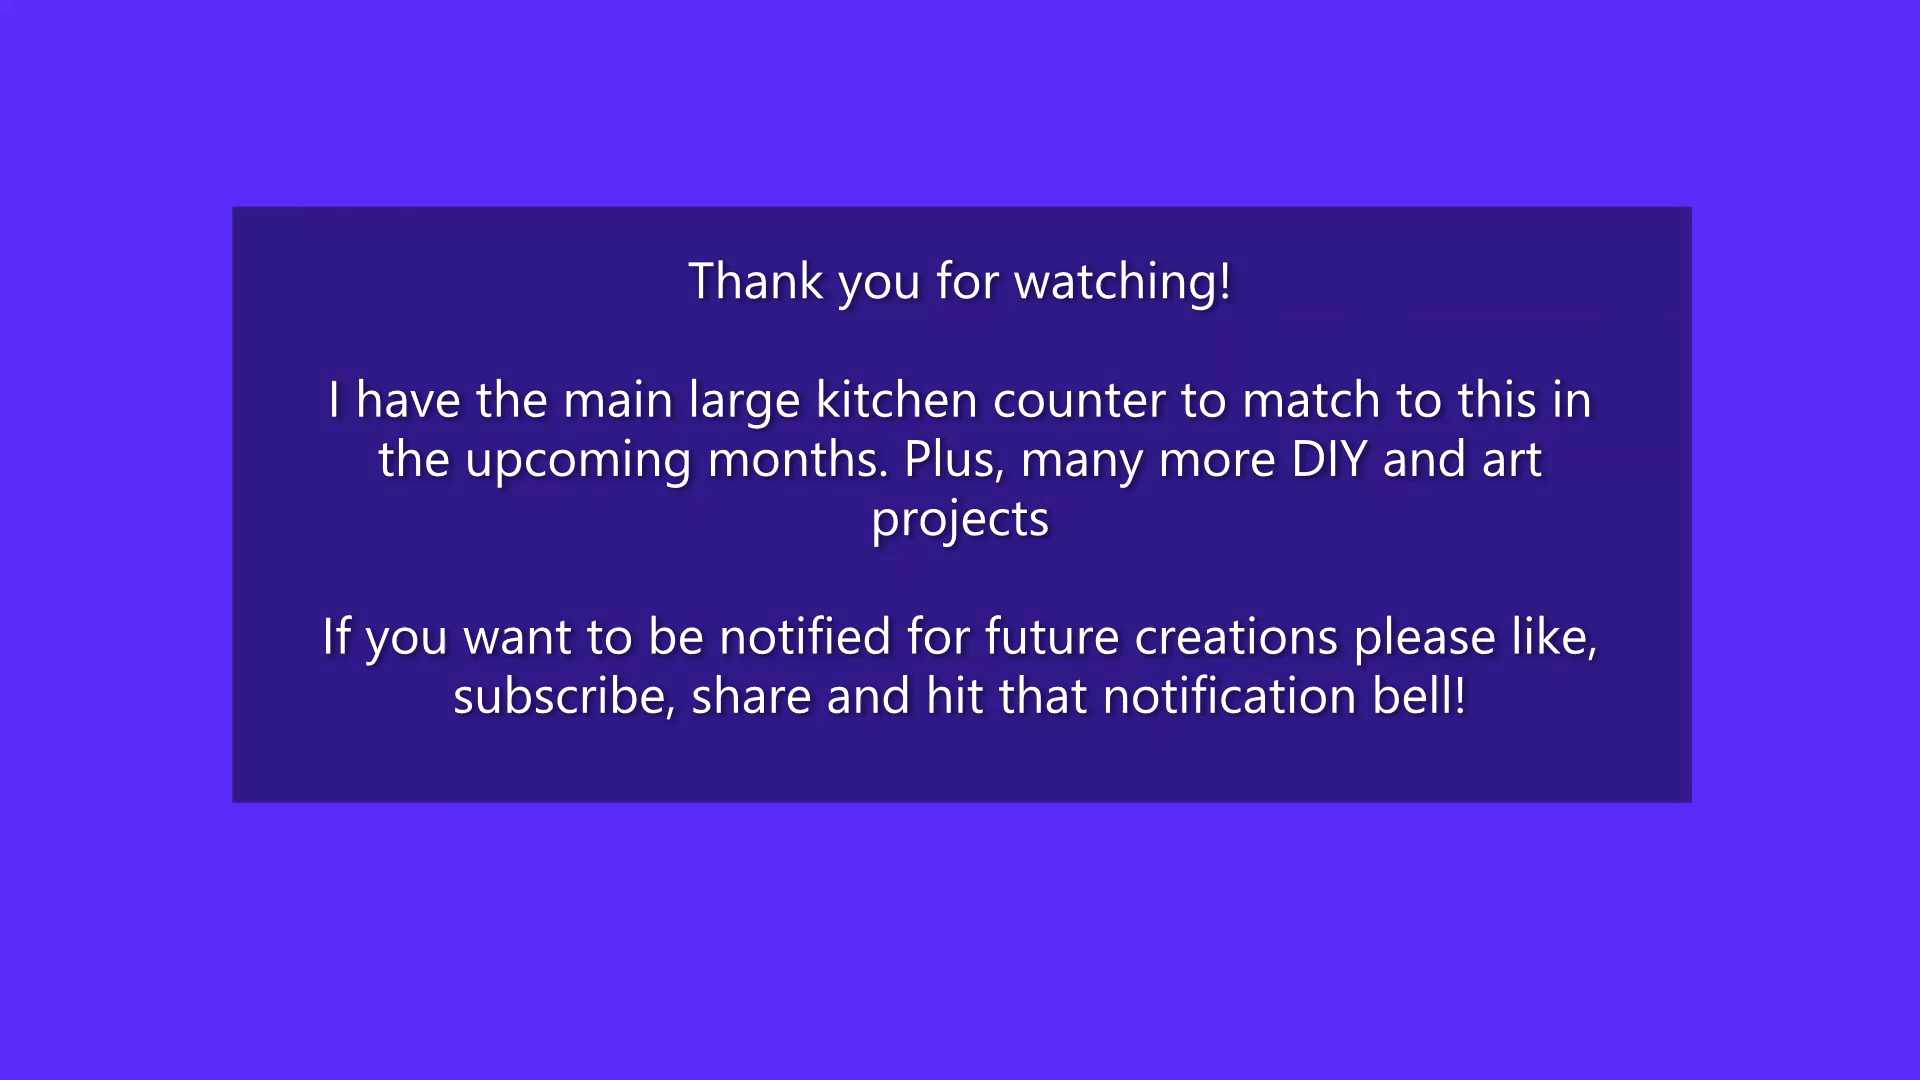 Thank you for watching!
I have the main large kitchen counter to match to this in
the upcoming months. Plus, many more DIY and art
projects
If you want to be notified for future creations please like,
subscribe, share and hit that notification bell!